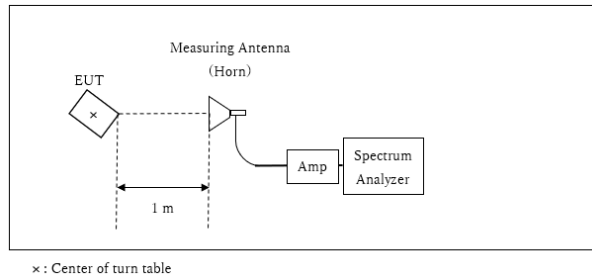 Measuring Antenna
(Horn)
EUT
×
Amp
Spectrum
Analyzer
1 m
× : Center of turn table